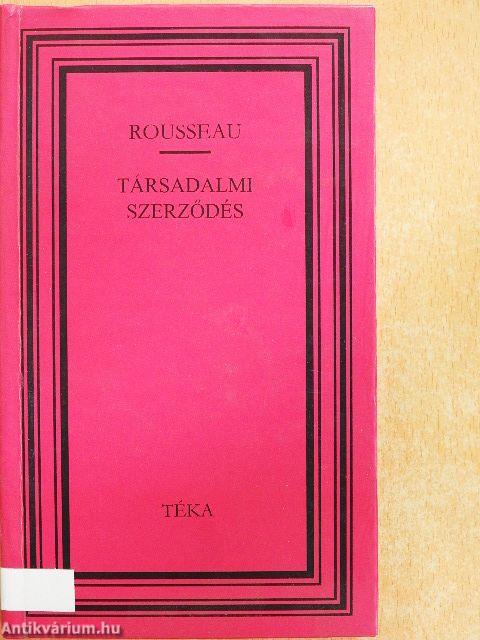 ROUSSEAU
TÁRSADALMI
SZERZŐDÉS
TÉKA
Antikvárium.hu